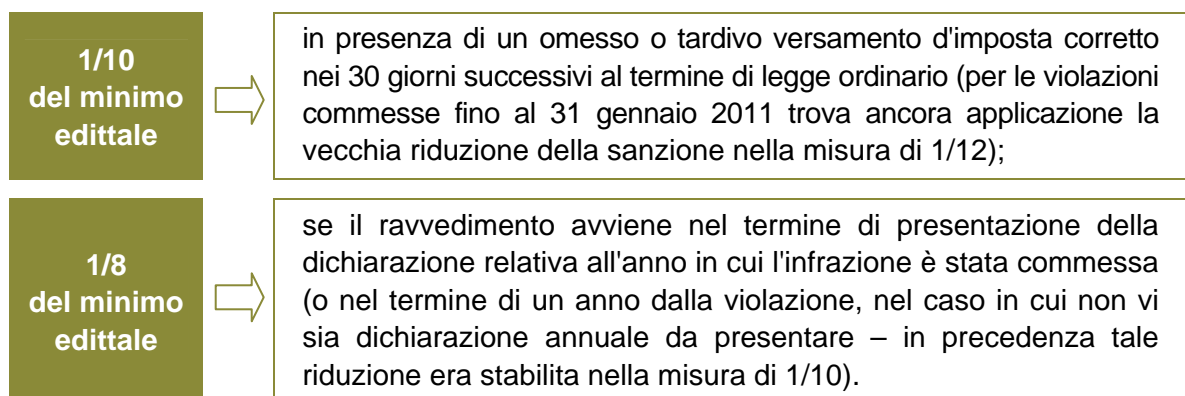 1/10
del minimo
edittale
in presenza di un omesso o tardivo versamento d'imposta corretto
nei 30 giorni successivi al termine di legge ordinario (per le violazioni
commesse fino al 31 gennaio 2011 trova ancora applicazione la
vecchia riduzione della sanzione nella misura di 1/12);
1/8
del minimo
edittale
se il ravvedimento avviene nel termine di presentazione della
dichiarazione relativa all'anno in cui l'infrazione è stata commessa
(o nel termine di un anno dalla violazione, nel caso in cui non vi
sia dichiarazione annuale da presentare – in precedenza tale
riduzione era stabilita nella misura di 1/10).